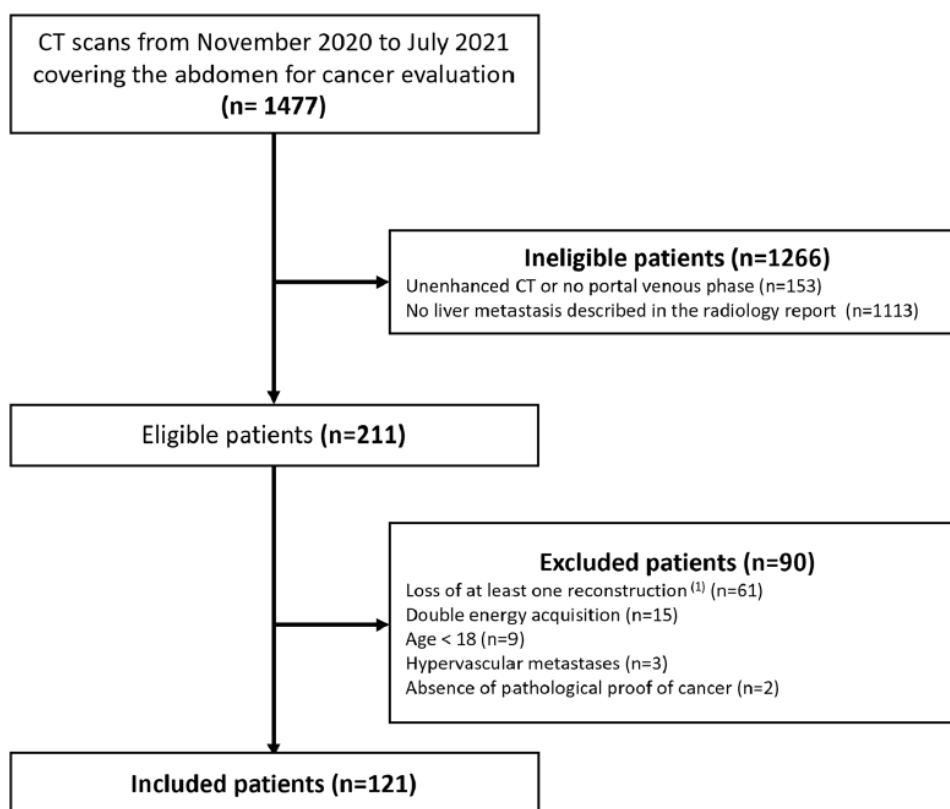 CT scans from November 2020 to July 2021
covering the abdomen for cancer evaluation
(n= 1477)
Ineligible patients (n=1266)
Unenhanced CT or no portal venous phase (n=153)
No liver metastasis described in the radiology report (n=1113)
Eligible patients (n=211)
Excluded patients (n=90)
Loss of at least one reconstruction (1) (n=61)
Double energy acquisition (n=15)
Age < 18 (n=9)
Hypervascular metastases (n=3)
Absence of pathological proof of cancer (n=2)
Included patients (n=121)